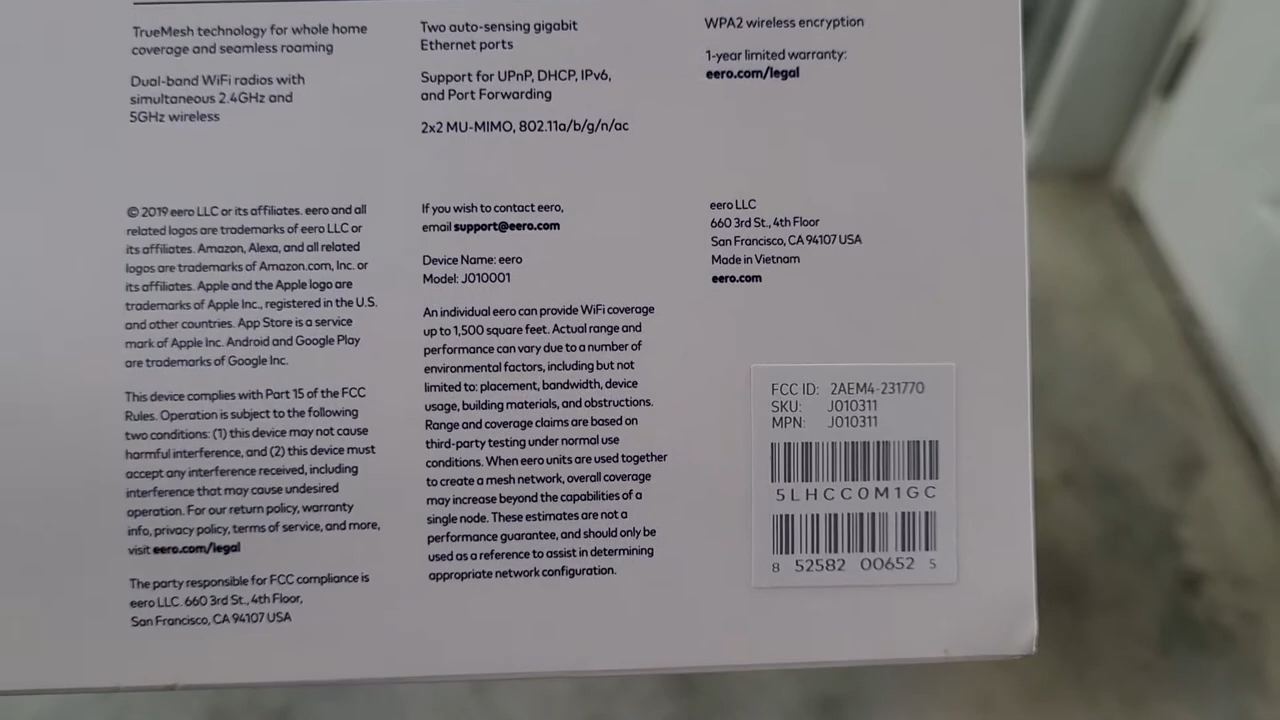 TrueMesh technology for whole home
coverage and seamless roaming
Dual-band WiFi radios with
simultaneous 2.4GHz and
5GHz wireless
Two auto-sensing gigabit
Ethernet ports
Support for UPnP, DHCP, IPv6,
and Port Forwarding
2x2 MU-MIMO, 802.11a/b/g/n/ac
WPA2 wireless encryption
1-year limited warranty:
eero.com/legal
© 2019 eero LLC or its affiliates. eero and all
related logos are trademarks of eero LLC or
its affiliates. Amazon, Alexa, and all related
logos are trademarks of Amazon.com, Inc. or
its affiliates. Apple and the Apple logo are
trademarks of Apple Inc., registered in the U.S.
and other countries. App Store is a service
mark of Apple Inc. Android and Google Play
are trademarks of Google Inc.
This device complies with Part 15 of the FCC
Rules. Operation is subject to the following
two conditions: (1) this device may not cause
harmful interference, and (2) this device must
accept any interference received, including
interference that may cause undesired
operation. For our return policy, warranty
info, privacy policy, terms of service, and more,
visit eero.com/legal
The party responsible for FCC compliance is
eero LLC. 660 3rd St., 4th Floor,
San Francisco, CA 94107 USA
If you wish to contact eero,
email support@eero.com
Device Name: eero
Model: J010001
An individual eero can provide WiFi coverage
up to 1,500 square feet. Actual range and
performance can vary due to a number of
environmental factors, including but not
limited to: placement, bandwidth, device
usage, building materials, and obstructions.
Range and coverage claims are based on
third-party testing under normal use
conditions. When eero units are used together
to create a mesh network, overall coverage
may increase beyond the capabilities of a
single node. These estimates are not a
performance guarantee, and should only be
used as a reference to assist in determining
appropriate network configuration.
eero LLC
660 3rd St., 4th Floor
San Francisco, CA 94107 USA
Made in Vietnam
eero.com
FCC ID: 2AEM4-231770
SKU: J010311
MPN: J010311
5LHCC0M1GC
8 52582 00652 5